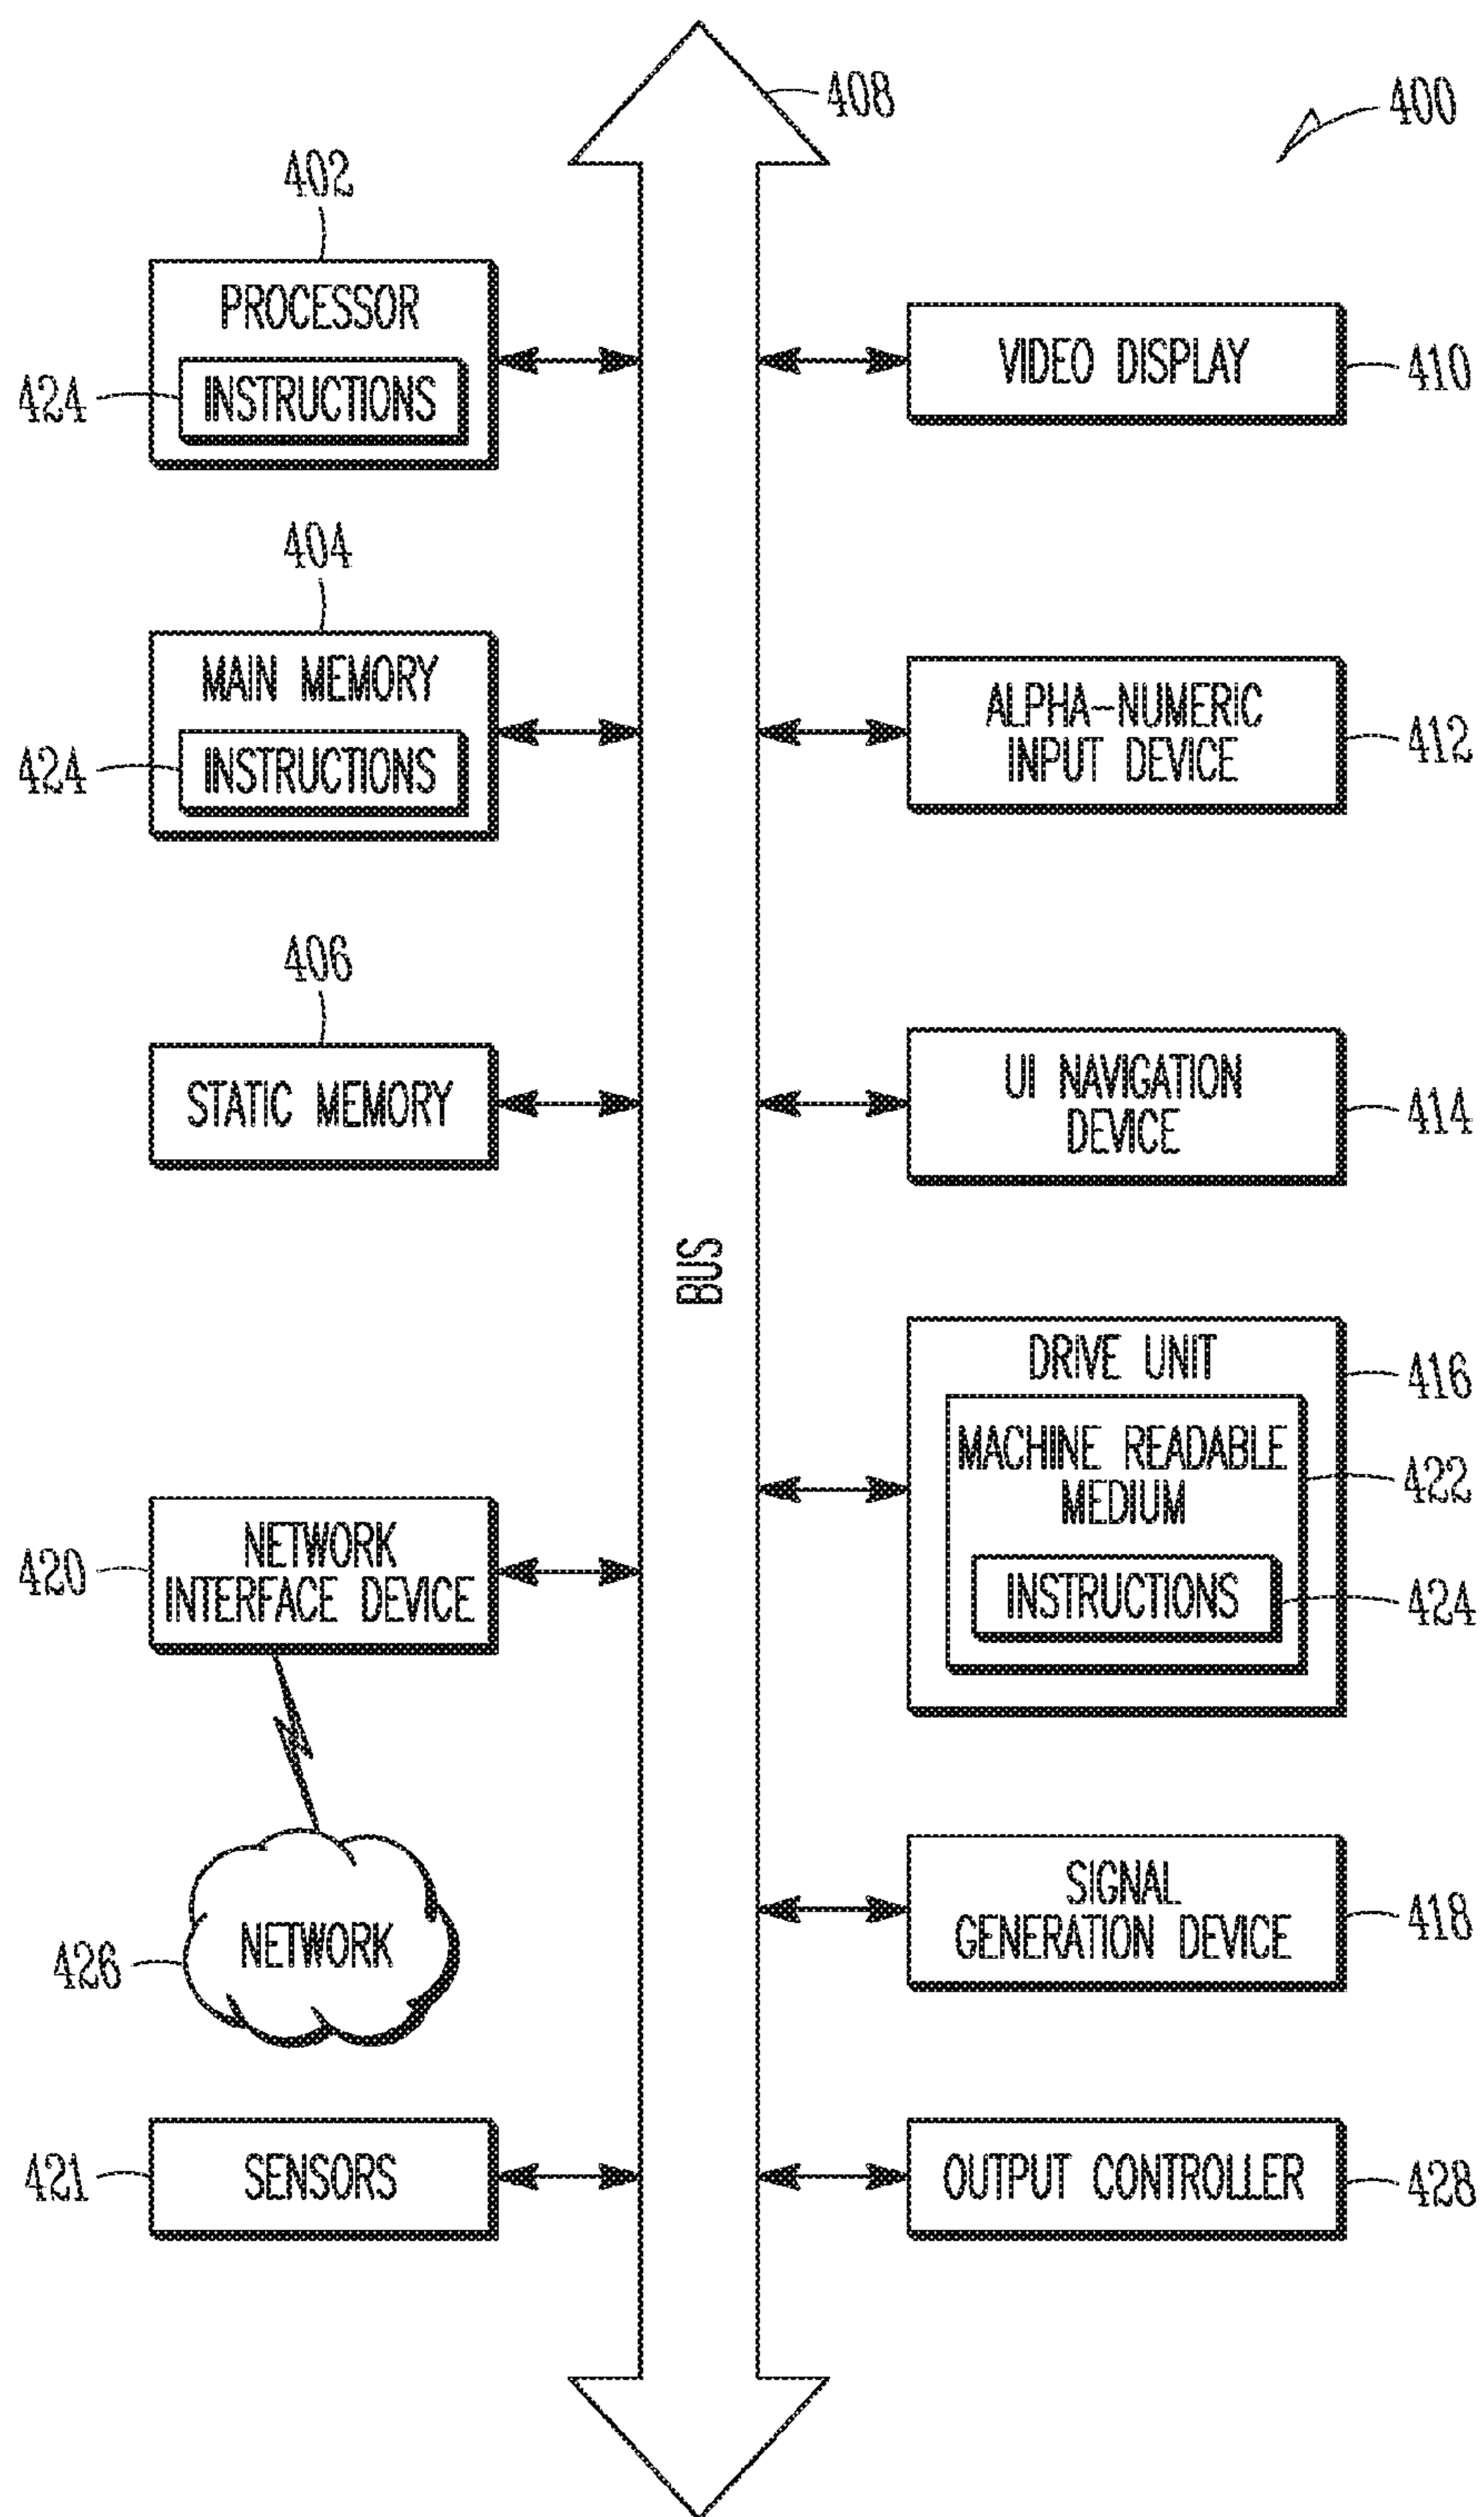 408
400
402
PROCESSOR
424
INSTRUCTIONS
VIDEO DISPLAY
410
404
MAIN MEMORY
424
INSTRUCTIONS
ALPHA-NUMERIC
INPUT DEVICE
412
406
STATIC MEMORY
UI NAVIGATION
DEVICE
414
BUS
DRIVE UNIT
416
MACHINE READABLE
MEDIUM
422
INSTRUCTIONS
424
420
NETWORK
INTERFACE DEVICE
426
NETWORK
SIGNAL
GENERATION DEVICE
418
421
SENSORS
OUTPUT CONTROLLER
428